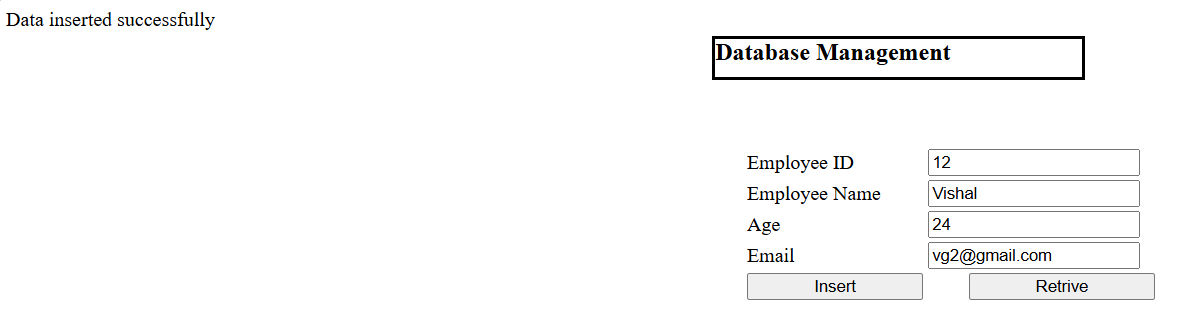 Data inserted successfully
Database Management
Employee ID 12
Employee Name Vishal
Age 24
Email vg2@gmail.com
Insert Retrive